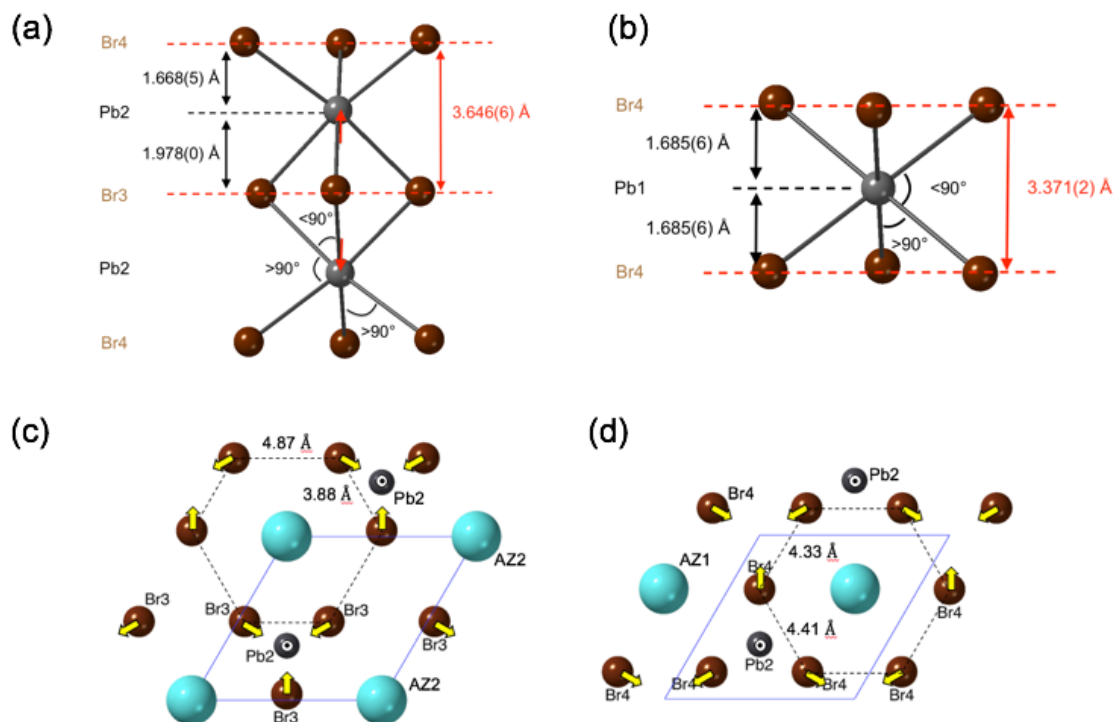 (a)
Br4
1.668(5) Å
Pb2
3.646(6) Å
1.978(0) Å
Br3
<90°
Pb2
>90°
>90°
Br4
(b)
Br4
1.685(6) Å
Pb1
<90°
3.371(2) Å
1.685(6) Å
>90°
Br4
(c)
4.87 Å
3.88 Å
Pb2
AZ2
Br3
Br3
Br3
Br3
Pb2
AZ2
Br3
(d)
Pb2
Br4
AZ1
4.33 Å
Br4
Br4
4.41 Å
Pb2
Br4
Br4
Br4
Br4